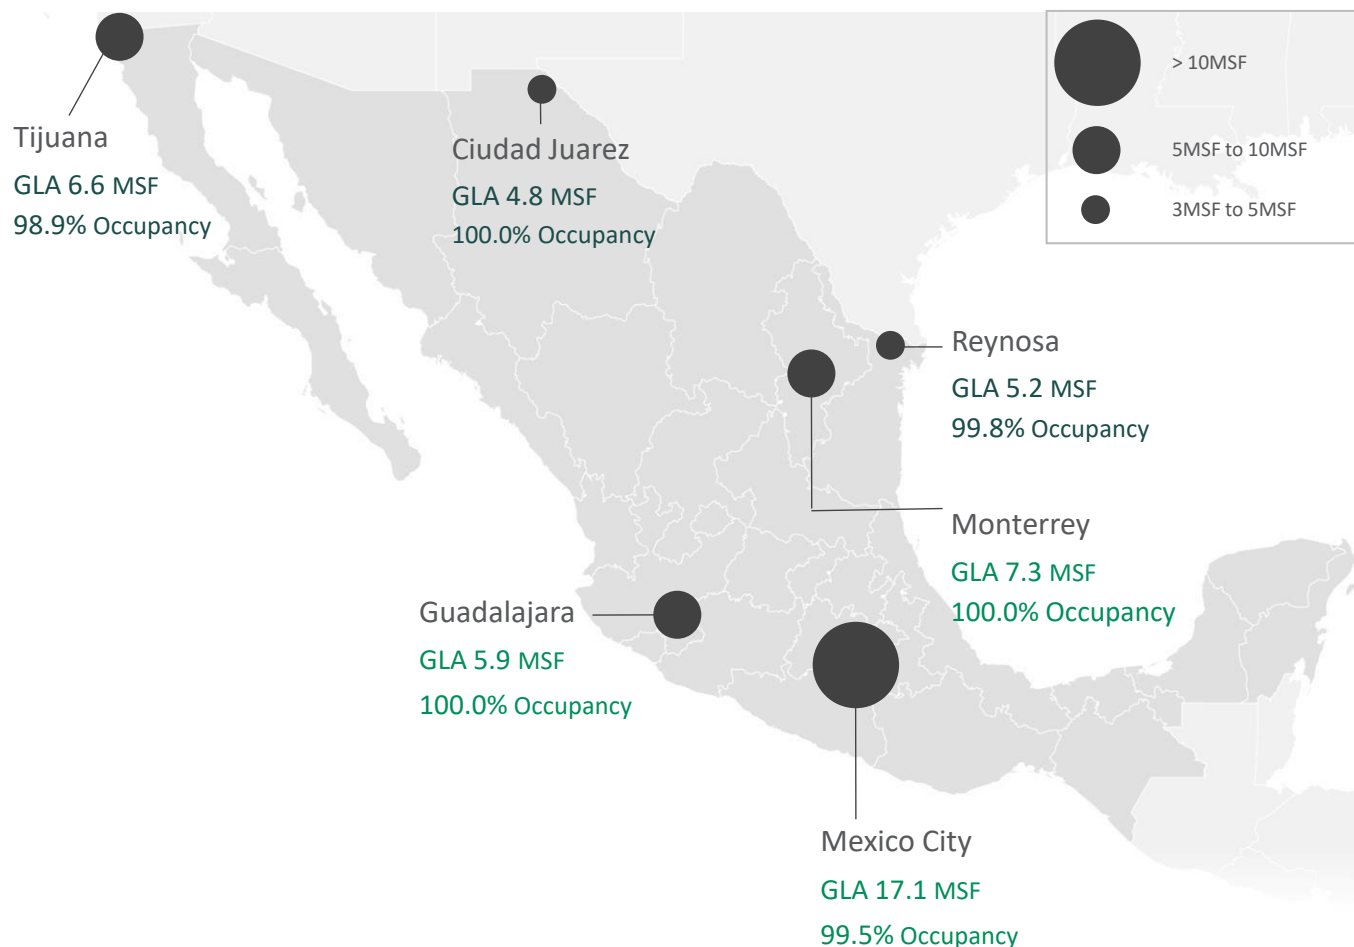 > 10MSF
5MSF to 10MSF
3MSF to 5MSF
Tijuana
GLA 6.6 MSF
98.9% Occupancy
Ciudad Juarez
GLA 4.8 MSF
100.0% Occupancy
Reynosa
GLA 5.2 MSF
99.8% Occupancy
Monterrey
GLA 7.3 MSF
100.0% Occupancy
Guadalajara
GLA 5.9 MSF
100.0% Occupancy
Mexico City
GLA 17.1 MSF
99.5% Occupancy